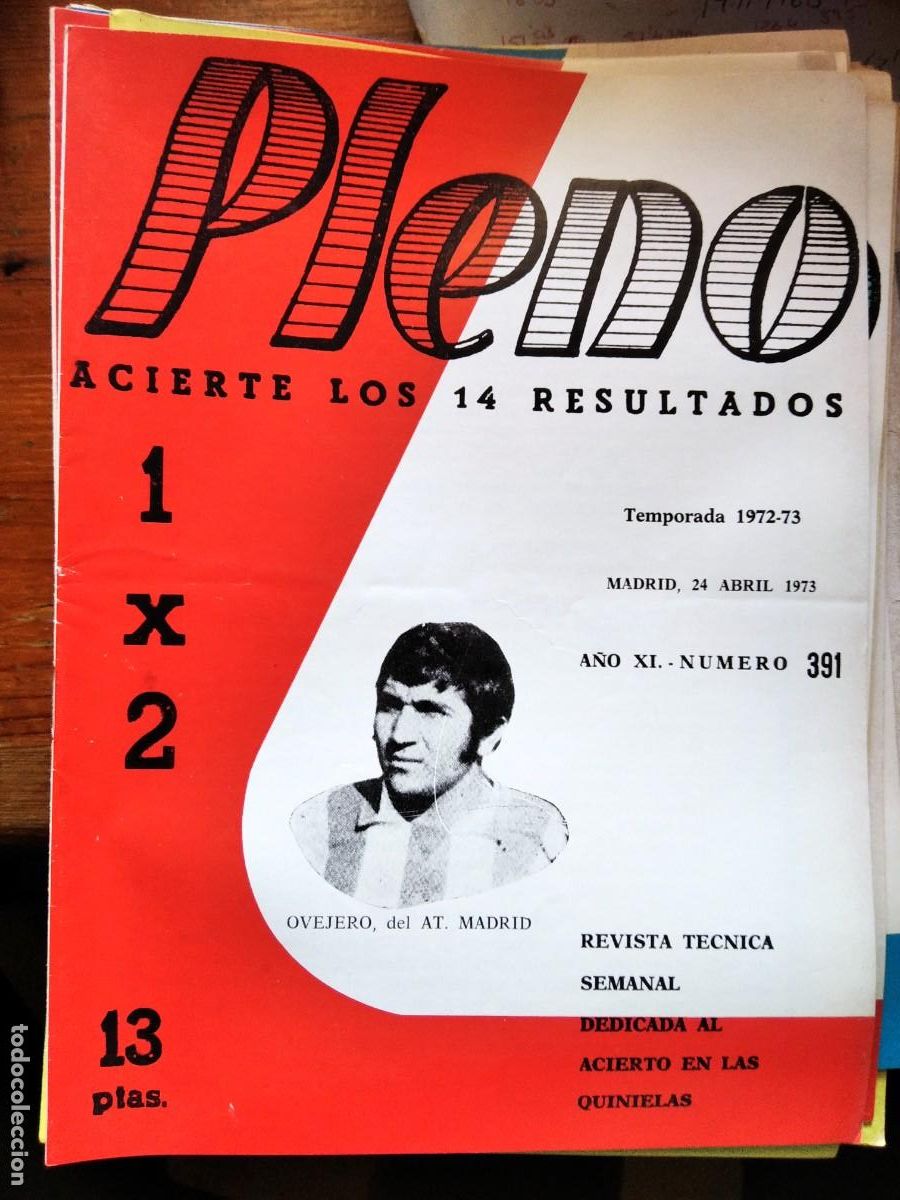 Pleno
ACIERTE LOS 14 RESULTADOS
1
x
2
Temporada 1972-73
MADRID, 24 ABRIL 1973
AÑO XI. - NUMERO 391
OVEJERO, del AT. MADRID
REVISTA TECNICA
SEMANAL
DEDICADA AL
ACIERTO EN LAS
QUINIELAS
13
ptas.
todocoleccion